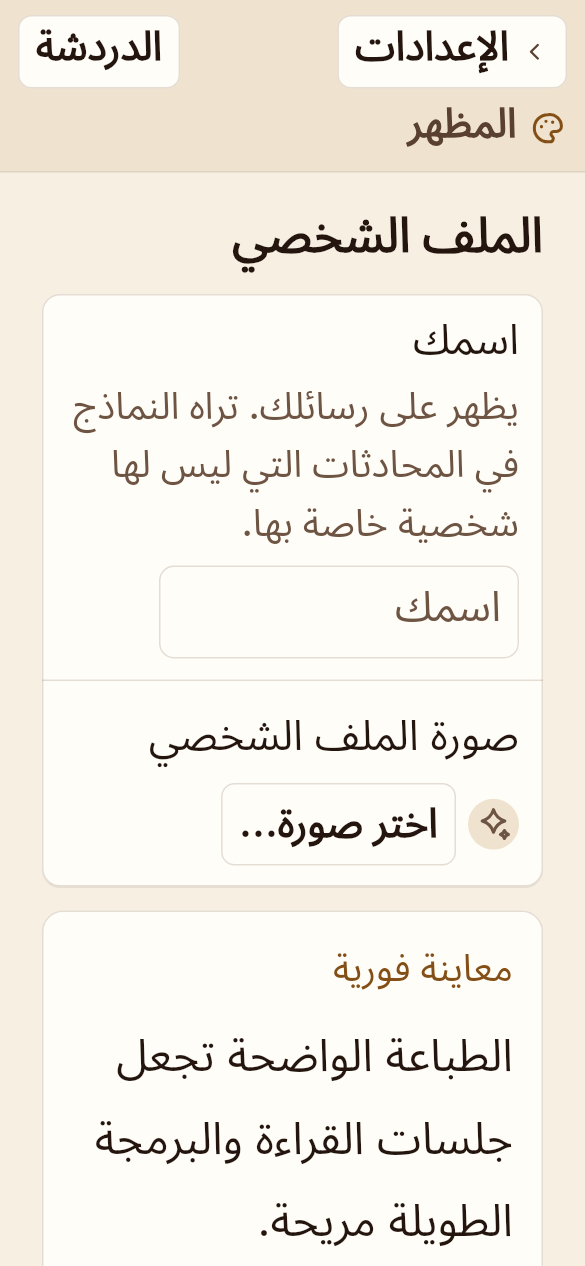 الإعدادات
الدردشة
المظهر
الملف الشخصي
اسمك
يظهر على رسائلك. تراه النماذج
في المحادثات التي ليس لها
شخصية خاصة بها.
اسمك
صورة الملف الشخصي
اختر صورة...
معاينة فورية
الطباعة الواضحة تجعل
جلسات القراءة والبرمجة
الطويلة مريحة.